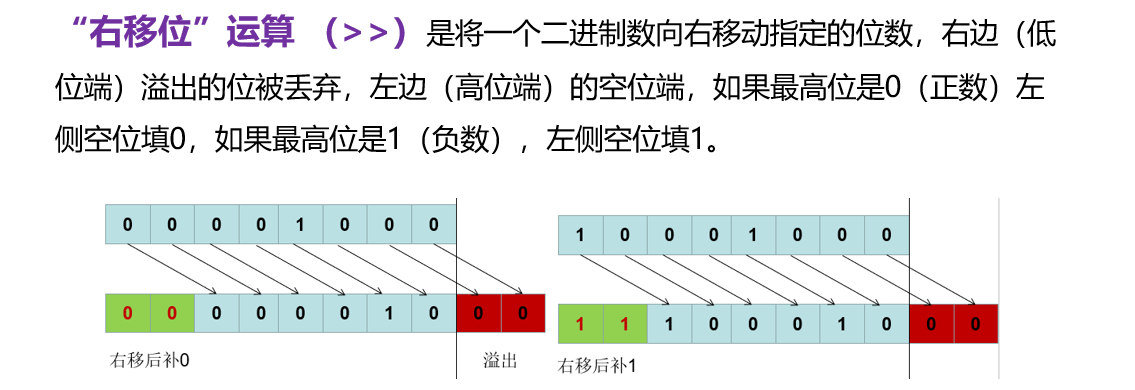 “右移位”运算 （>>）是将一个二进制数向右移动指定的位数，右边（低
位端）溢出的位被丢弃，左边（高位端）的空位端，如果最高位是0（正数）左
侧空位填0，如果最高位是1（负数），左侧空位填1。
0 0 0 0 1 0 0 0
1 0 0 0 1 0 0 0
0 0 0 0 0 0 1 0 0 0
1 1 1 0 0 0 1 0 0 0
右移后补0
溢出
右移后补1